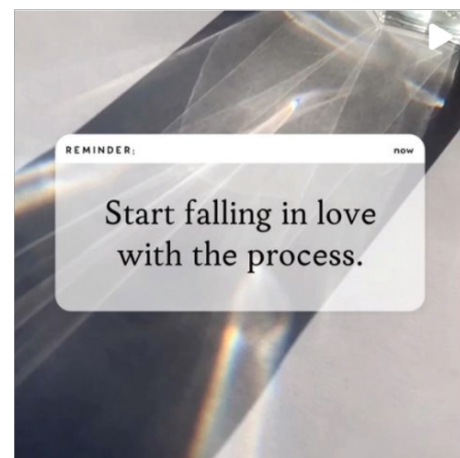 REMINDER; now
Start falling in love
with the process.